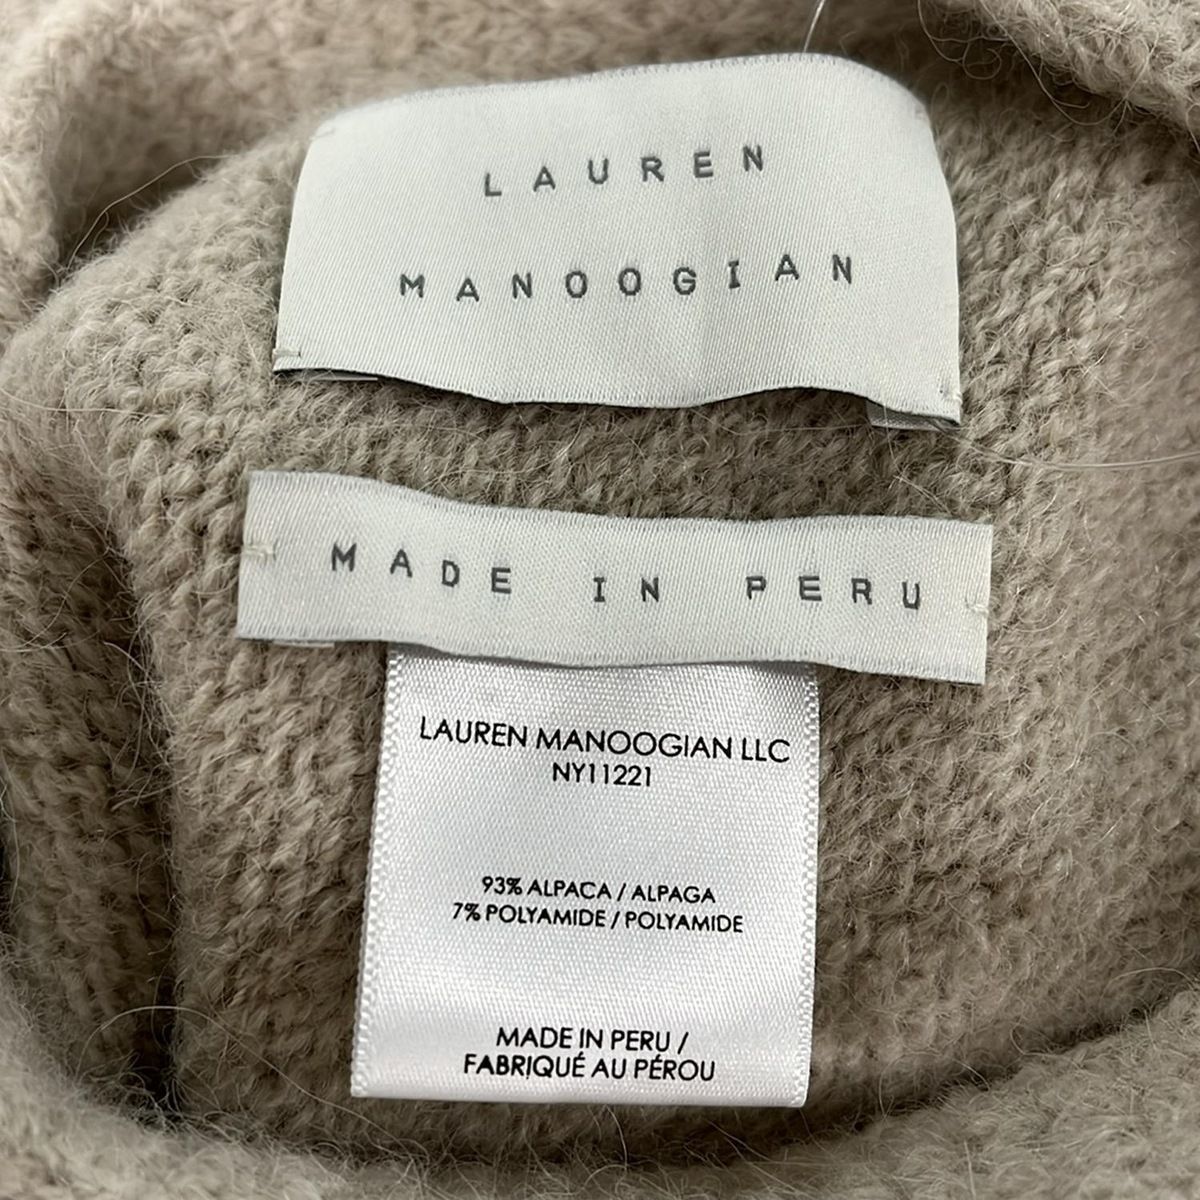 LAUREN
MANOOGIAN
MADE IN PERU
LAUREN MANOOGIAN LLC
NY11221
93% ALPACA / ALPAGA
7% POLYAMIDE / POLYAMIDE
MADE IN PERU /
FABRIQUÉ AU PÉROU